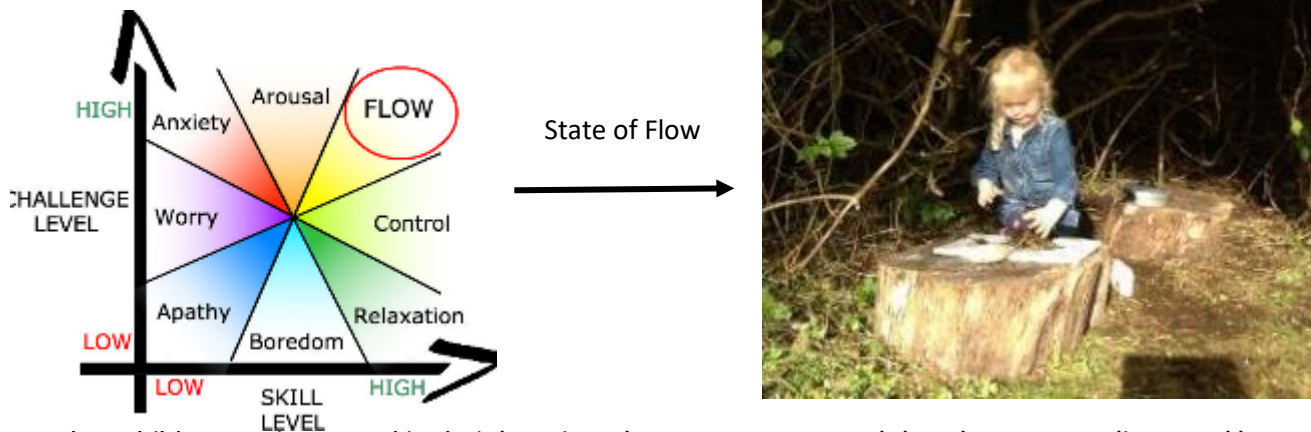 Arousal
FLOW
HIGH
Anxiety
State of Flow
CHALLENGE
LEVEL
Worry
Control
Apathy
Relaxation
LOW
Boredom
LOW
SKILL
LEVEL
HIGH